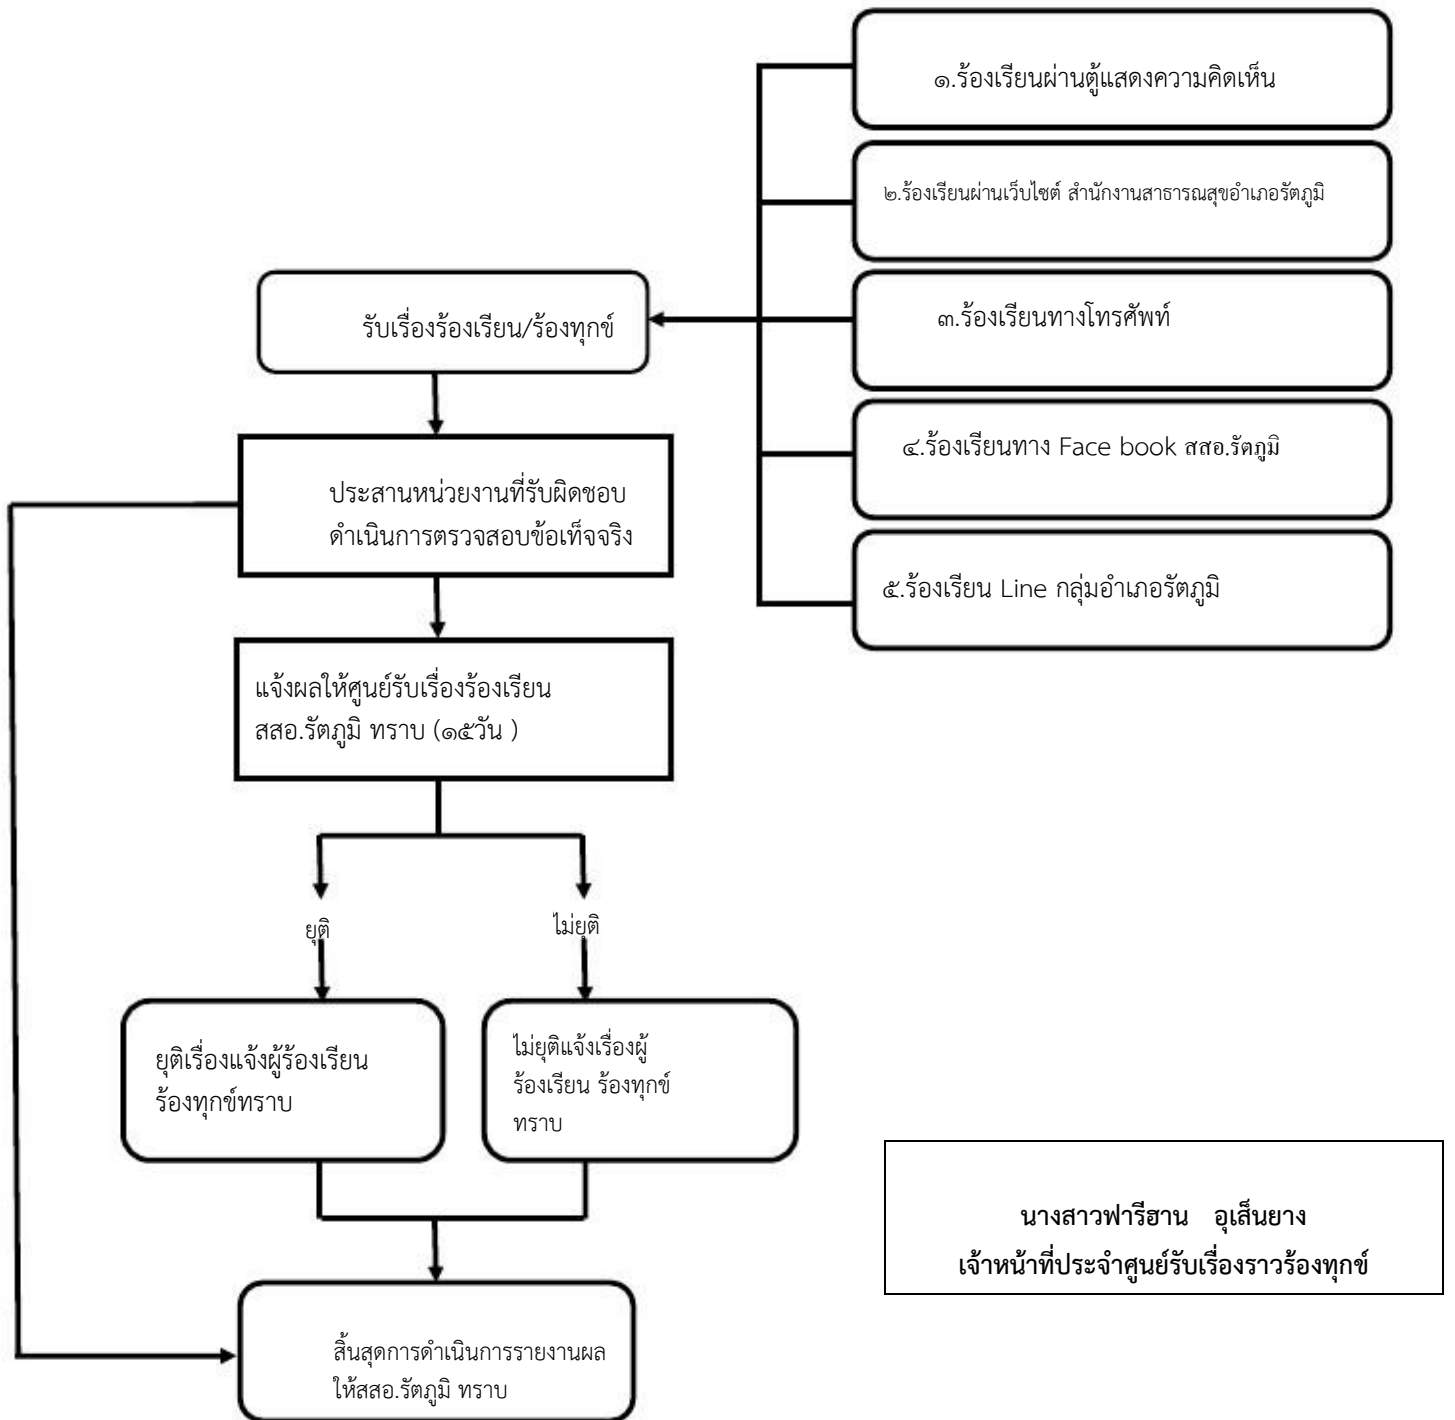 ๑.ร้องเรียนผ่านตู้แสดงความคิดเห็น
๒.ร้องเรียนผ่านเว็บไซต์ สำนักงานสาธารณสุขอำเภอรัตภูมิ
รับเรื่องร้องเรียน/ร้องทุกข์
๓.ร้องเรียนทางโทรศัพท์
๔.ร้องเรียนทาง Face book สสอ.รัตภูมิ
๕.ร้องเรียน Line กลุ่มอำเภอรัตภูมิ
ประสานหน่วยงานที่รับผิดชอบ
ดำเนินการตรวจสอบข้อเท็จจริง
แจ้งผลให้ศูนย์รับเรื่องร้องเรียน
สสอ.รัตภูมิ ทราบ (๑๕วัน )
ยุติ
ไม่ยุติ
ยุติเรื่องแจ้งผู้ร้องเรียน
ร้องทุกข์ทราบ
ไม่ยุติแจ้งเรื่องผู้
ร้องเรียน ร้องทุกข์
ทราบ
นางสาวฟารีฮาน อุเส็นยาง
เจ้าหน้าที่ประจำศูนย์รับเรื่องราวร้องทุกข์
สิ้นสุดการดำเนินการรายงานผล
ให้สสอ.รัตภูมิ ทราบ